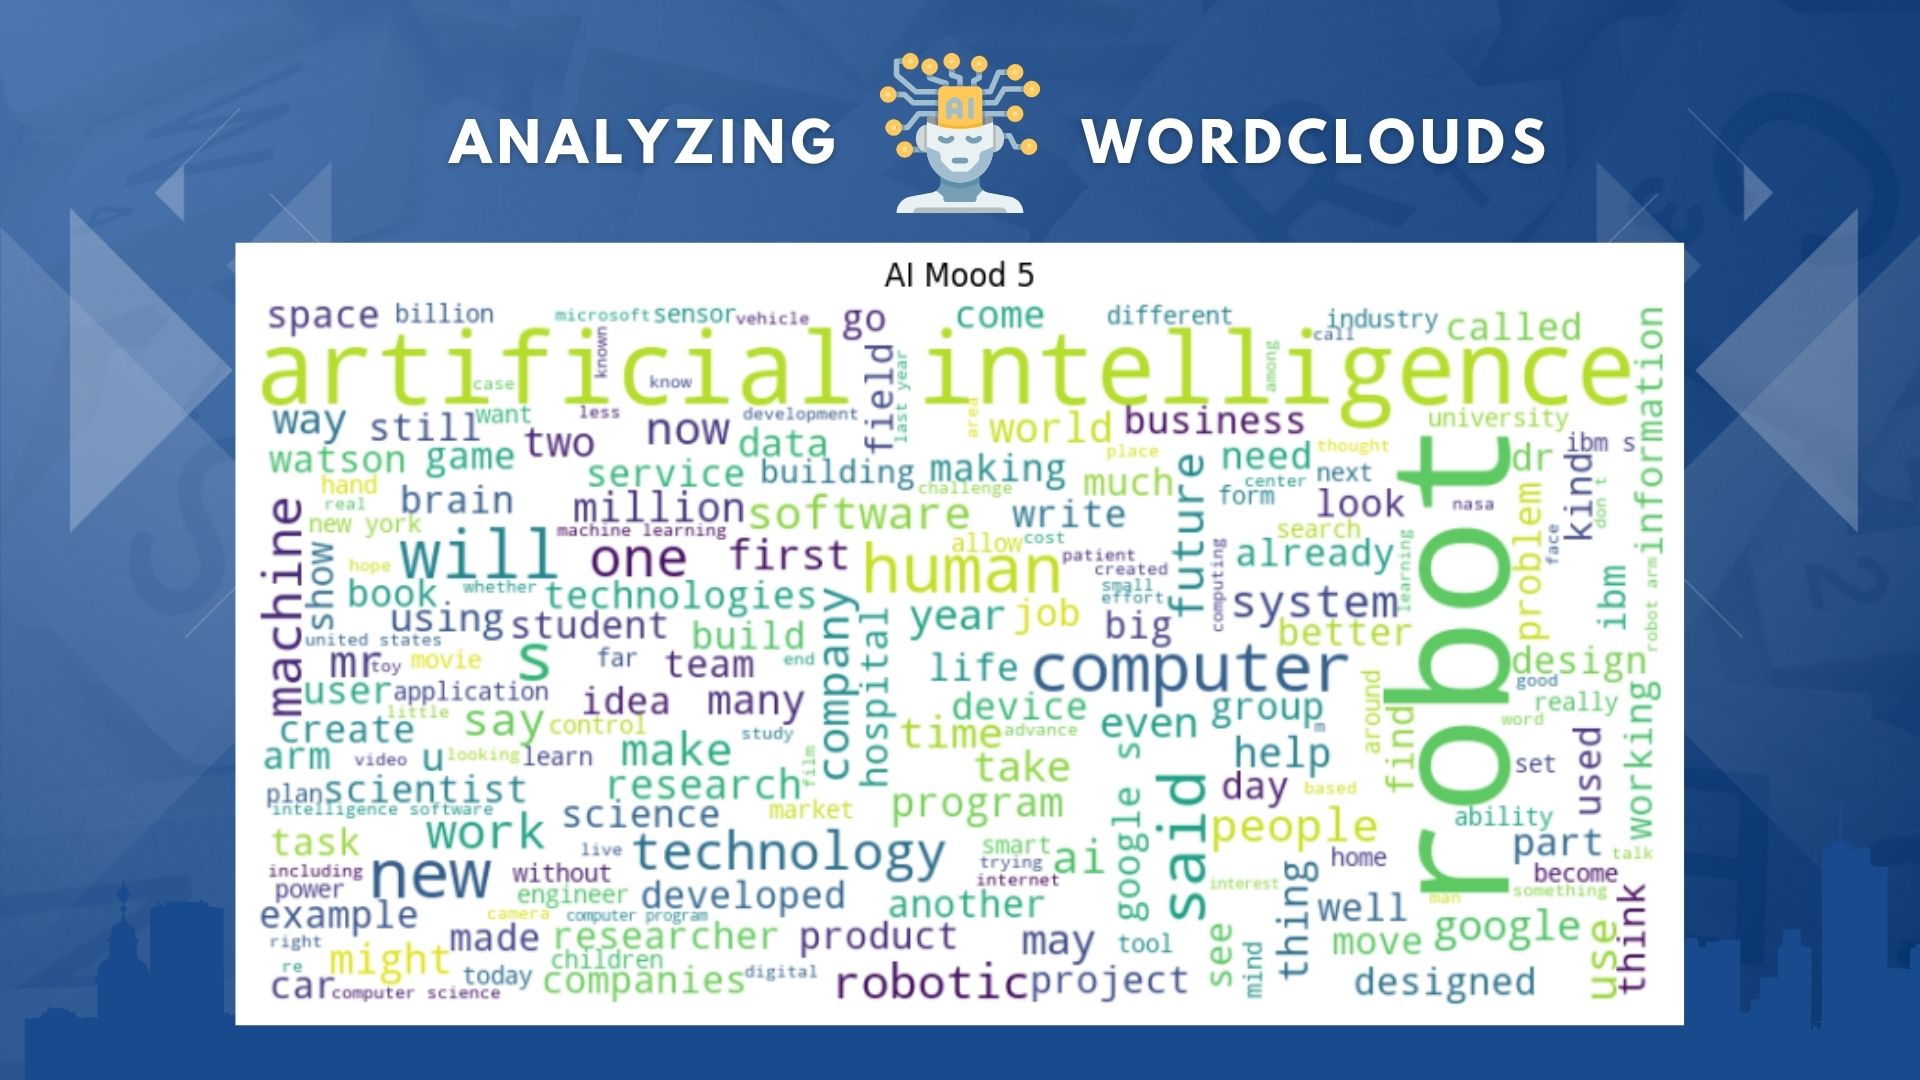 ANALYZING AI WORDCLOUDS
AI Mood 5
space billion microsoft sensor vehicle go come different industry call called
artificial intelligence
known case know field last year among information
way still want less now development area world business university
two data ibm s
watson game service building making place much need thought next dr kind
hand brain million software challenge write future center form look nasa problem don t
real
new york machine learning search
machine show will one first human allow cost patient already face
hope created computing learning robot
book whether technologies small effort system ibm robot arm
using student build company hospital year job big better
united states
mr toy movie s far team end life computer design
user application idea many device even group good really
little say control around word
create study time advance m find
arm video u looking learn make film google s help set used working
plan scientist research take day based
intelligence software science market program said people ability
task work live technology smart ai thing home part talk
including new without trying internet interest become
power engineer developed man something
example camera computer program another well google think
right made researcher product may tool see mind move use
re might children
car today companies digital robotic project designed
computer science